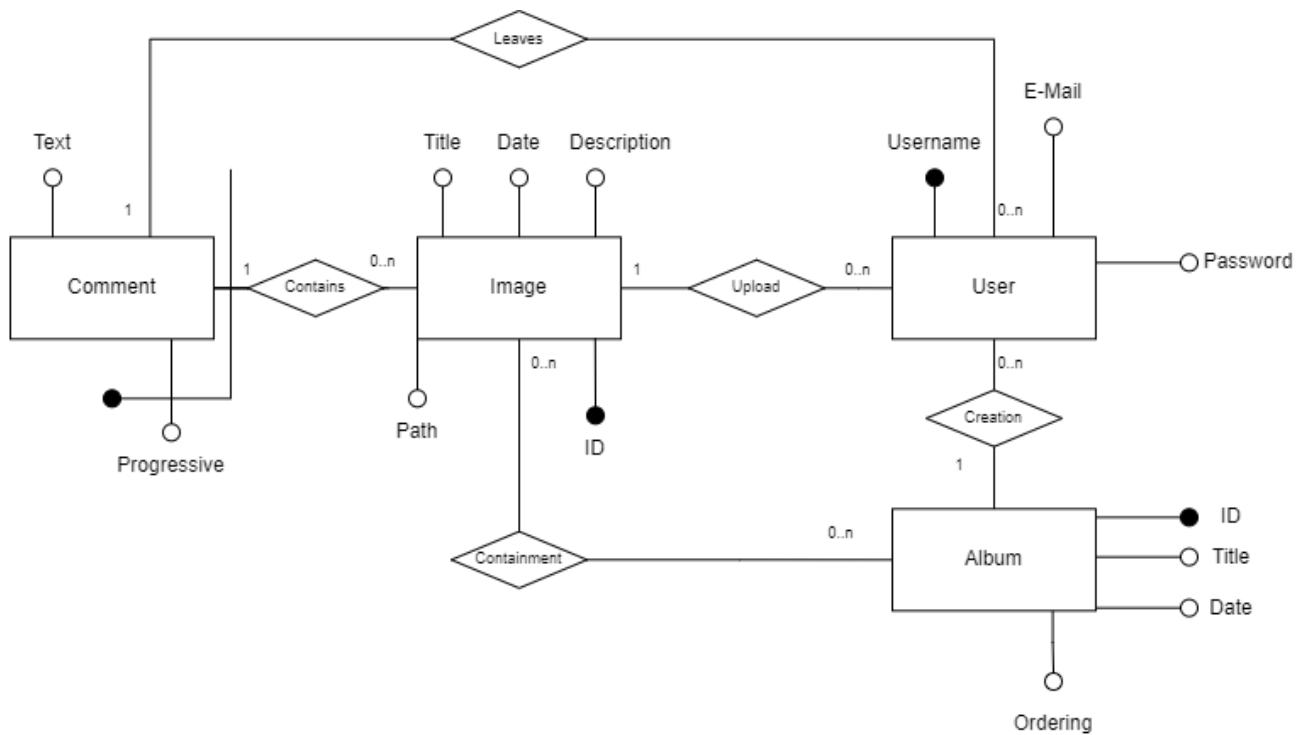 Leaves
E-Mail
Text
Title
Date
Description
Username
1
0..n
Comment
1
Contains
0..n
Image
1
Upload
0..n
User
Password
0..n
0..n
Path
ID
Creation
Progressive
1
Containment
0..n
Album
ID
Title
Date
Ordering